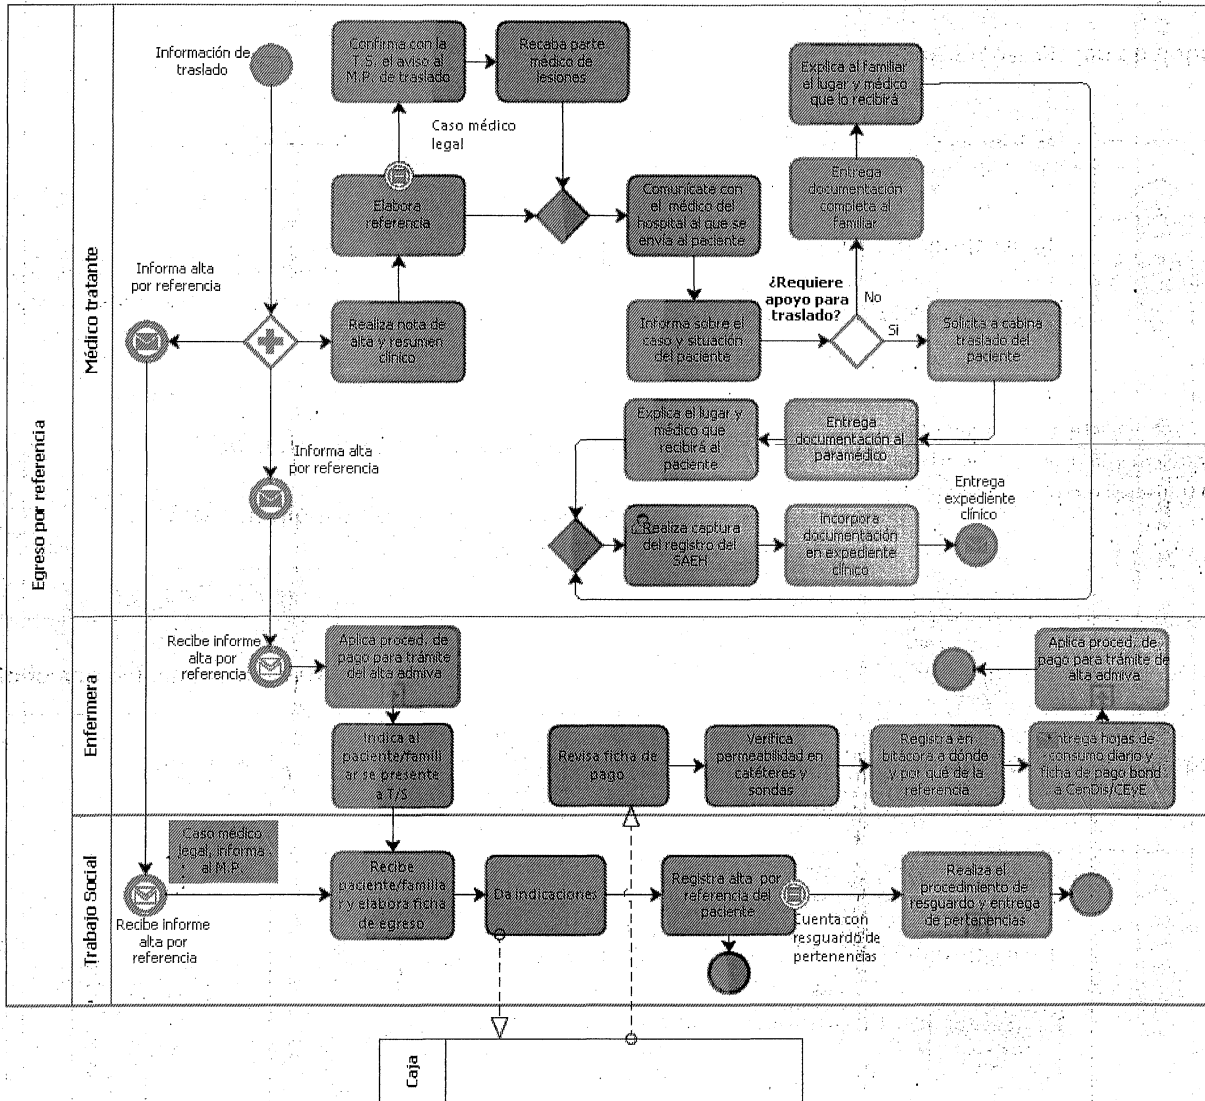 Egreso por referencia
Médico tratante
Información de
traslado
Confirma con la
T.S. el aviso al
M.P. de traslado
Recaba parte
médico de
lesiones
Caso médico
legal
Elabora
referencia
Comunícate con
el médico del
hospital al que se
envía al paciente
Explica al familiar
el lugar y médico
que lo recibirá
Entrega
documentación
completa al
familiar
Informa alta
por referencia
Realiza nota de
alta y resumen
clínico
Informa sobre el
caso y situación
del paciente
¿Requiere
apoyo para
traslado?
No
Si
Solicita a cabina
traslado del
paciente
Informa alta
por referencia
Explica el lugar y
médico que
recibirá al
paciente
Entrega
documentación al
paramédico
Realiza captura
del registro del
SAEH
Incorpora
documentación
en expediente
clínico
Entrega
expediente
clínico
Enfermera
Recibe informe
alta por
referencia
Aplica proced. de
pago para trámite
del alta admiva
Indica al
paciente/famili
ar se presente
a T/S
Revisa ficha de
pago
Verifica
permeabilidad en
catéteres y
sondas
Registra en
bitácora a dónde
y por qué de la
referencia
Entrega hojas de
consumo diario y
ficha de pago bond
a CenDis/CEyE
Aplica proced. de
pago para trámite de
alta admiva
Trabajo Social
Caso médico
legal, informa
al M.P.
Recibe informe
alta por
referencia
Recibe
paciente/familia
r y elabora ficha
de egreso
Da indicaciones
Registra alta por
referencia del
paciente
Cuenta con
resguardo de
pertenencias
Realiza el
procedimiento de
resguardo y entrega
de pertenencias
Caja